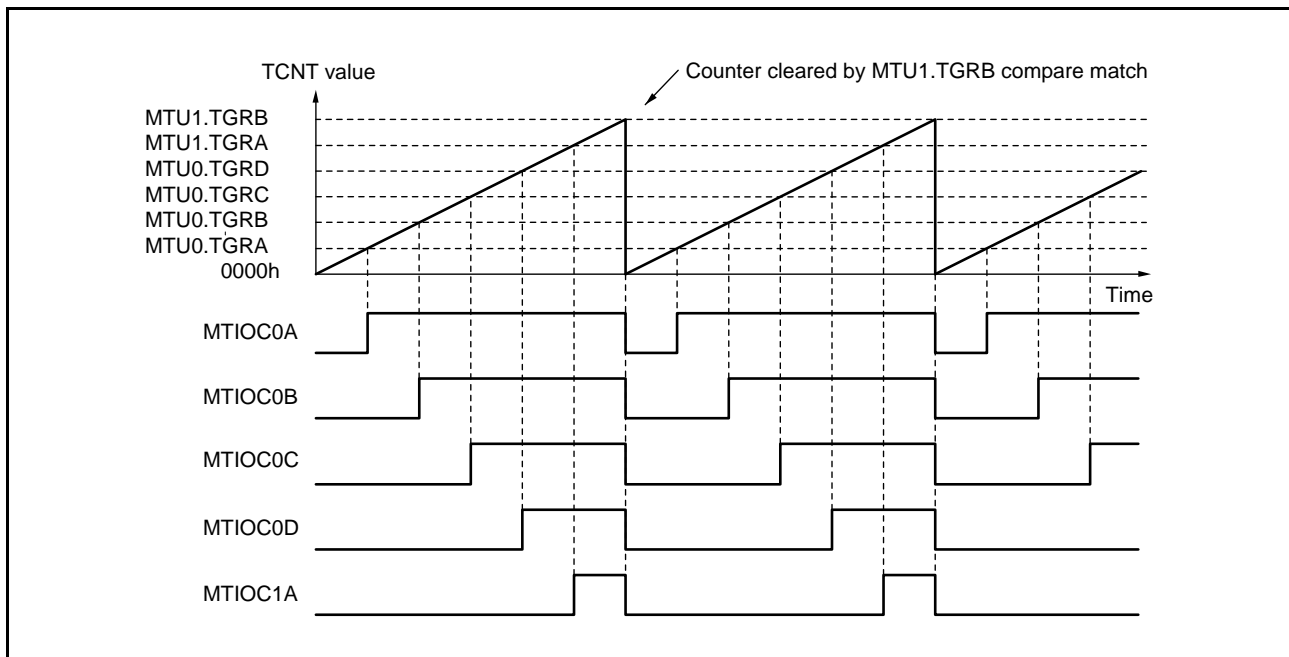 TCNT value
Counter cleared by MTU1.TGRB compare match
MTU1.TGRB
MTU1.TGRA
MTU0.TGRD
MTU0.TGRC
MTU0.TGRB
MTU0.TGRA
0000h
Time
MTIOC0A
MTIOC0B
MTIOC0C
MTIOC0D
MTIOC1A